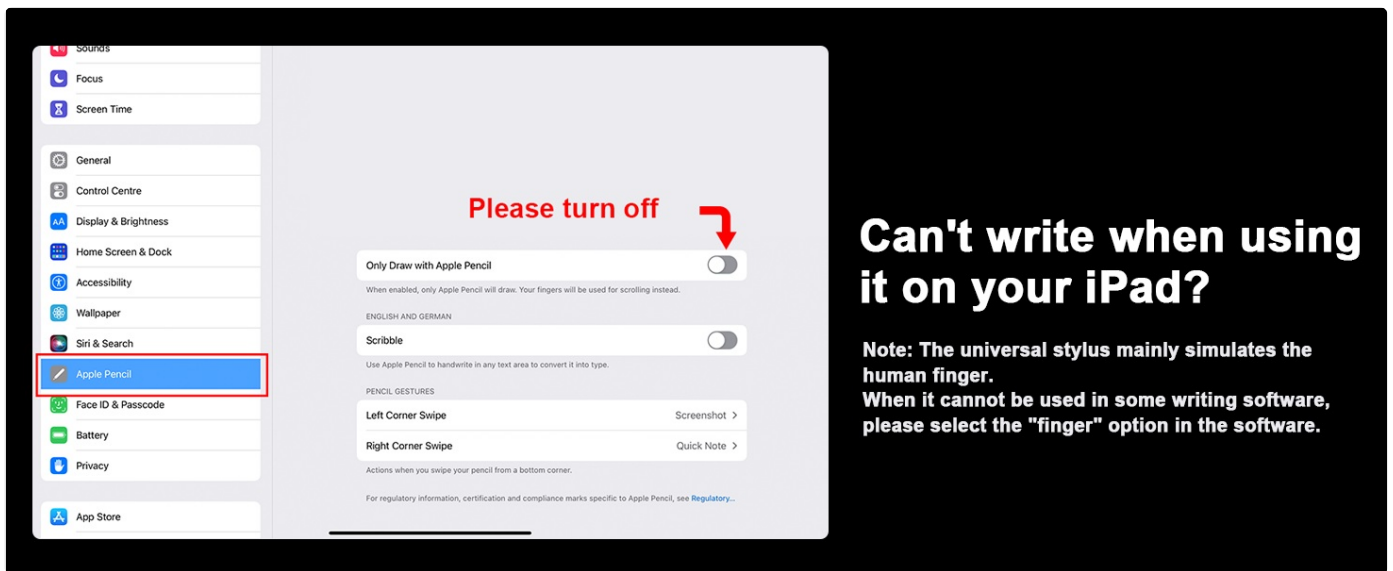 Sounds
Focus
Screen Time
General
Control Centre
Display & Brightness
Home Screen & Dock
Accessibility
Wallpaper
Siri & Search
Apple Pencil
Face ID & Passcode
Battery
Privacy
App Store
Please turn off
Only Draw with Apple Pencil
When enabled, only Apple Pencil will draw. Your fingers will be used for scrolling instead.
ENGLISH AND GERMAN
Scribble
Use Apple Pencil to handwrite in any text area to convert it into type.
PENCIL GESTURES
Left Corner Swipe Screenshot >
Right Corner Swipe Quick Note >
Actions when you swipe your pencil from a bottom corner.
For regulatory information, certification and compliance marks specific to Apple Pencil, see Regulatory...
Can't write when using
it on your iPad?
Note: The universal stylus mainly simulates the
human finger.
When it cannot be used in some writing software,
please select the "finger" option in the software.